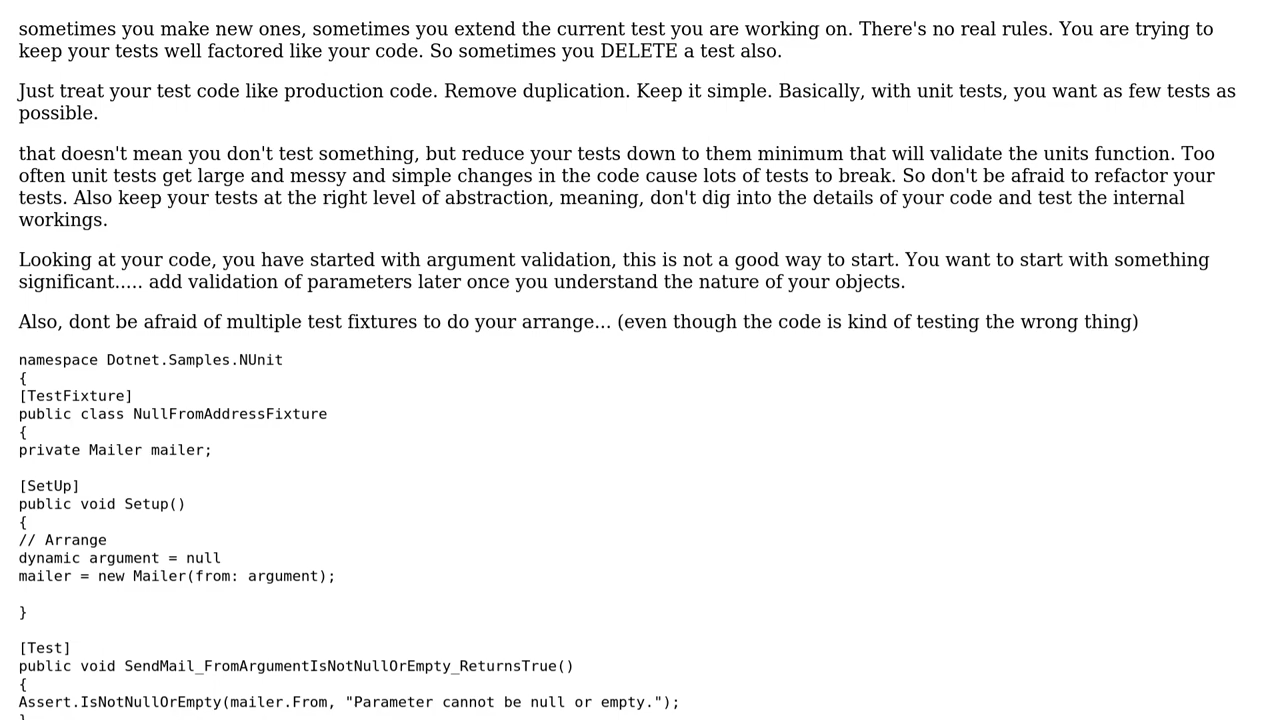 sometimes you make new ones, sometimes you extend the current test you are working on. There's no real rules. You are trying to
keep your tests well factored like your code. So sometimes you DELETE a test also.
Just treat your test code like production code. Remove duplication. Keep it simple. Basically, with unit tests, you want as few tests as
possible.
that doesn't mean you don't test something, but reduce your tests down to them minimum that will validate the units function. Too
often unit tests get large and messy and simple changes in the code cause lots of tests to break. So don't be afraid to refactor your
tests. Also keep your tests at the right level of abstraction, meaning, don't dig into the details of your code and test the internal
workings.
Looking at your code, you have started with argument validation, this is not a good way to start. You want to start with something
significant..... add validation of parameters later once you understand the nature of your objects.
Also, dont be afraid of multiple test fixtures to do your arrange... (even though the code is kind of testing the wrong thing)
namespace Dotnet.Samples.NUnit
{
[TestFixture]
public class NullFromAddressFixture
{
private Mailer mailer;
[SetUp]
public void Setup()
{
// Arrange
dynamic argument = null
mailer = new Mailer(from: argument);
}
[Test]
public void SendMail_FromArgumentIsNotNullOrEmpty_ReturnsTrue()
{
Assert.IsNotNullOrEmpty(mailer.From, "Parameter cannot be null or empty.");
}